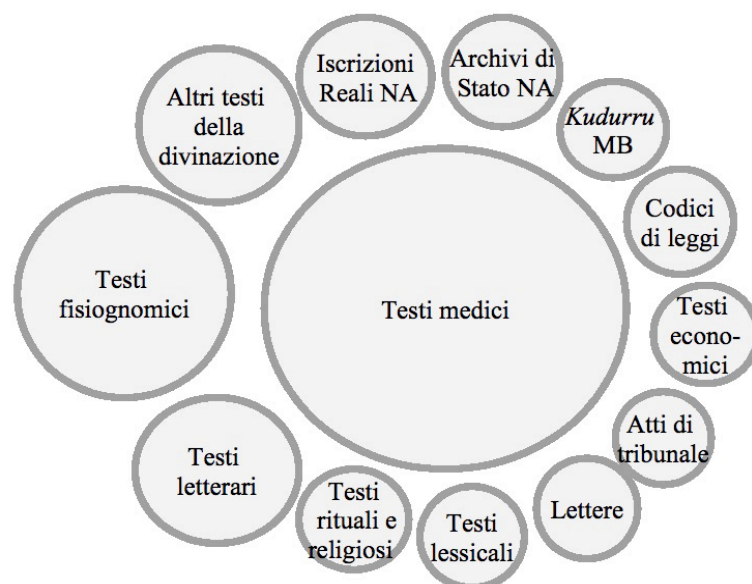 Iscrizioni
Reali NA
Archivi di
Stato NA
Altri testi
della
divinazione
Kudurru
MB
Codici
di leggi
Testi
fisiognomici
Testi medici
Testi
econo-
mici
Atti di
tribunale
Testi
letterari
Testi
rituali e
religiosi
Testi
lessicali
Lettere